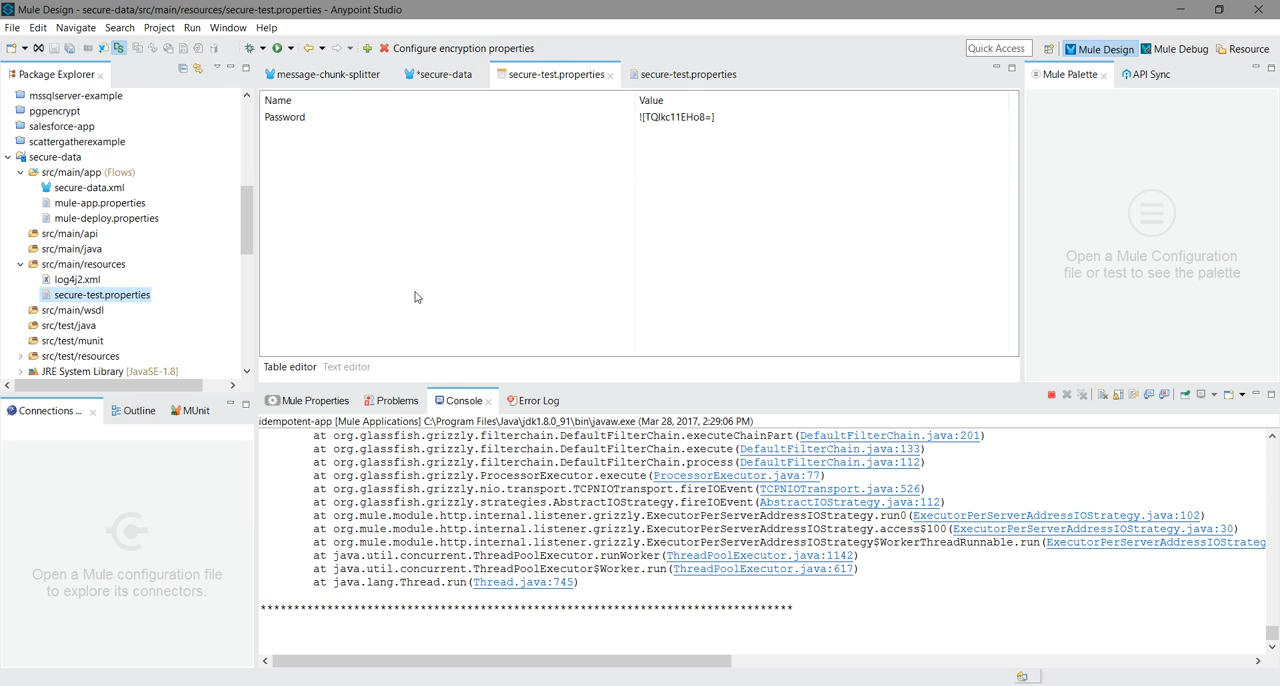 Mule Design - secure-data/src/main/resources/secure-test.properties - Anypoint Studio
File Edit Navigate Search Project Run Window Help
Configure encryption properties
Quick Access
Mule Design
Mule Debug
Resource
Package Explorer
message-chunk-splitter
*secure-data
secure-test.properties
secure-test.properties
Mule Palette
API Sync
mssqlserver-example
pgpencrypt
salesforce-app
scattergatherexample
secure-data
src/main/app (Flows)
secure-data.xml
mule-app.properties
mule-deploy.properties
src/main/api
src/main/java
src/main/resources
log4j2.xml
secure-test.properties
src/main/wsdl
src/test/java
src/test/munit
src/test/resources
JRE System Library [JavaSE-1.8]
Name Value
Password ![TQlkc11EHo8=]
Table editor Text editor
Open a Mule Configuration
file or test to see the palette
Connections ...
Outline
MUnit
Open a Mule configuration file
to explore its connectors.
Mule Properties
Problems
Console
Error Log
idempotent-app [Mule Applications] C:\Program Files\Java\jdk1.8.0_91\bin\javaw.exe (Mar 28, 2017, 2:29:06 PM)
at org.glassfish.grizzly.filterchain.DefaultFilterChain.executeChainPart(DefaultFilterChain.java:201)
at org.glassfish.grizzly.filterchain.DefaultFilterChain.execute(DefaultFilterChain.java:133)
at org.glassfish.grizzly.filterchain.DefaultFilterChain.process(DefaultFilterChain.java:112)
at org.glassfish.grizzly.ProcessorExecutor.execute(ProcessorExecutor.java:77)
at org.glassfish.grizzly.nio.transport.TCPNIOTransport.fireIOEvent(TCPNIOTransport.java:526)
at org.glassfish.grizzly.strategies.AbstractIOStrategy.fireIOEvent(AbstractIOStrategy.java:112)
at org.mule.module.http.internal.listener.grizzly.ExecutorPerServerAddressIOStrategy.run0(ExecutorPerServerAddressIOStrategy.java:102)
at org.mule.module.http.internal.listener.grizzly.ExecutorPerServerAddressIOStrategy.access$100(ExecutorPerServerAddressIOStrategy.java:30)
at org.mule.module.http.internal.listener.grizzly.ExecutorPerServerAddressIOStrategy$WorkerThreadRunnable.run(ExecutorPerServerAddressIOStrateg
at java.util.concurrent.ThreadPoolExecutor.runWorker(ThreadPoolExecutor.java:1142)
at java.util.concurrent.ThreadPoolExecutor$Worker.run(ThreadPoolExecutor.java:617)
at java.lang.Thread.run(Thread.java:745)
********************************************************************************